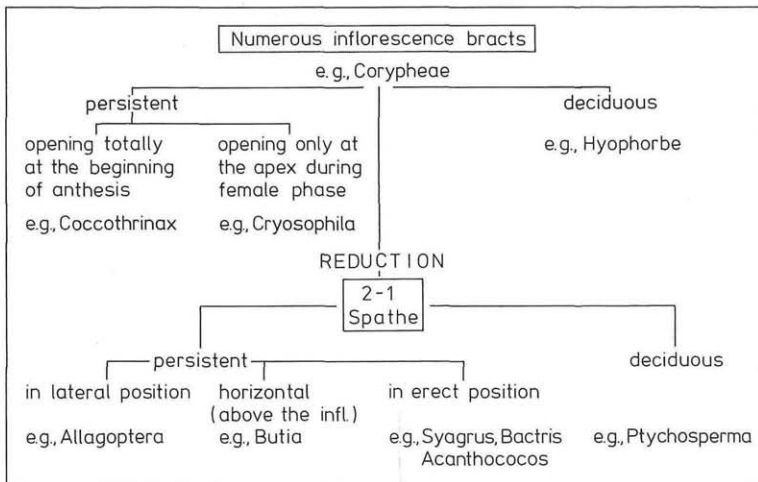 Numerous inflorescence bracts
e.g., Corypheae
persistent
deciduous
opening totally
at the beginning
of anthesis
e.g., Coccothrinax
opening only at
the apex during
female phase
e.g., Cryosophila
e.g., Hyophorbe
REDUCTION
2-1
Spathe
persistent
deciduous
in lateral position
e.g., Allagoptera
horizontal
(above the infl.)
e.g., Butia
in erect position
e.g., Syagrus, Bactris
Acanthococos
e.g., Ptychosperma